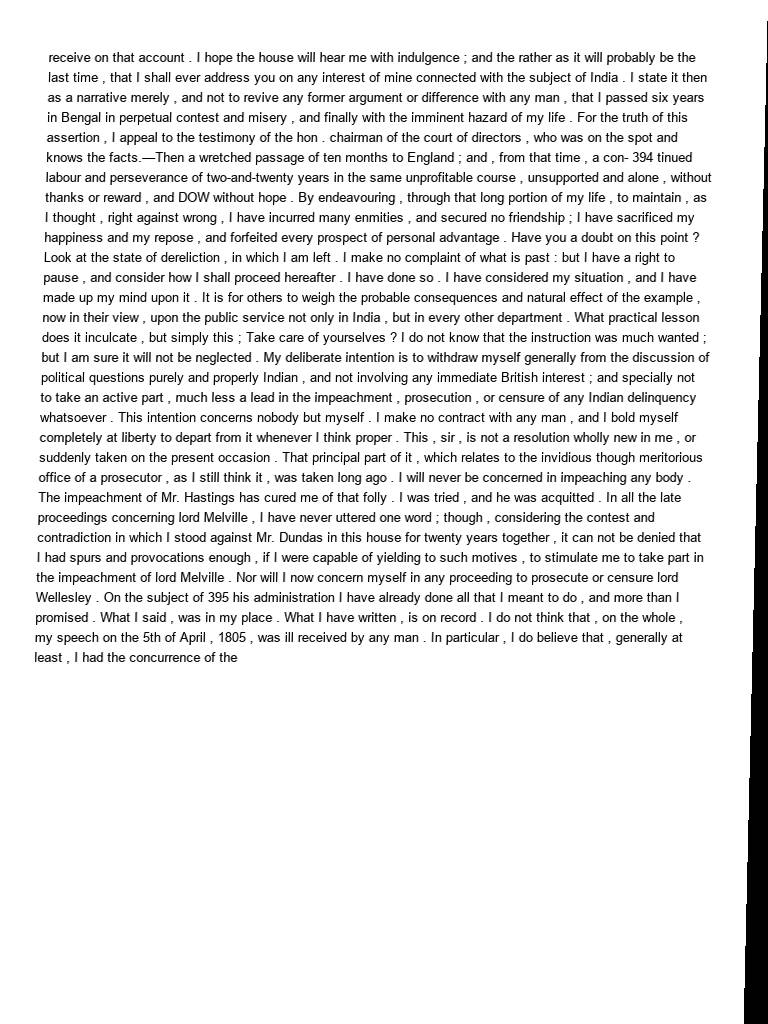 receive on that account . I hope the house will hear me with indulgence ; and the rather as it will probably be the
last time , that I shall ever address you on any interest of mine connected with the subject of India . I state it then
as a narrative merely , and not to revive any former argument or difference with any man , that I passed six years
in Bengal in perpetual contest and misery , and finally with the imminent hazard of my life . For the truth of this
assertion , I appeal to the testimony of the hon . chairman of the court of directors , who was on the spot and
knows the facts.—Then a wretched passage of ten months to England ; and , from that time , a con- 394 tinued
labour and perseverance of two-and-twenty years in the same unprofitable course , unsupported and alone , without
thanks or reward , and DOW without hope . By endeavouring , through that long portion of my life , to maintain , as
I thought , right against wrong , I have incurred many enmities , and secured no friendship ; I have sacrificed my
happiness and my repose , and forfeited every prospect of personal advantage . Have you a doubt on this point ?
Look at the state of dereliction , in which I am left . I make no complaint of what is past : but I have a right to
pause , and consider how I shall proceed hereafter . I have done so . I have considered my situation , and I have
made up my mind upon it . It is for others to weigh the probable consequences and natural effect of the example ,
now in their view , upon the public service not only in India , but in every other department . What practical lesson
does it inculcate , but simply this ; Take care of yourselves ? I do not know that the instruction was much wanted ;
but I am sure it will not be neglected . My deliberate intention is to withdraw myself generally from the discussion of
political questions purely and properly Indian , and not involving any immediate British interest ; and specially not
to take an active part , much less a lead in the impeachment , prosecution , or censure of any Indian delinquency
whatsoever . This intention concerns nobody but myself . I make no contract with any man , and I bold myself
completely at liberty to depart from it whenever I think proper . This , sir , is not a resolution wholly new in me , or
suddenly taken on the present occasion . That principal part of it , which relates to the invidious though meritorious
office of a prosecutor , as I still think it , was taken long ago . I will never be concerned in impeaching any body .
The impeachment of Mr. Hastings has cured me of that folly . I was tried , and he was acquitted . In all the late
proceedings concerning lord Melville , I have never uttered one word ; though , considering the contest and
contradiction in which I stood against Mr. Dundas in this house for twenty years together , it can not be denied that
I had spurs and provocations enough , if I were capable of yielding to such motives , to stimulate me to take part in
the impeachment of lord Melville . Nor will I now concern myself in any proceeding to prosecute or censure lord
Wellesley . On the subject of 395 his administration I have already done all that I meant to do , and more than I
promised . What I said , was in my place . What I have written , is on record . I do not think that , on the whole ,
my speech on the 5th of April , 1805 , was ill received by any man . In particular , I do believe that , generally at
least , I had the concurrence of the